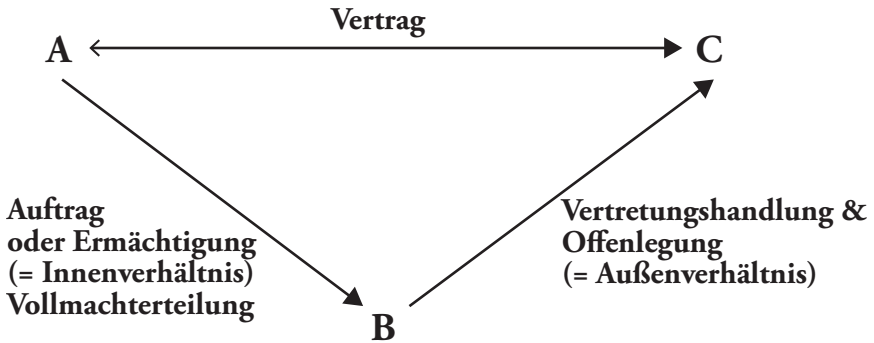 Vertrag
A
C
Auftrag
oder Ermächtigung
(= Innenverhältnis)
Vollmachterteilung
Vertretungshandlung &
Offenlegung
(= Außenverhältnis)
B